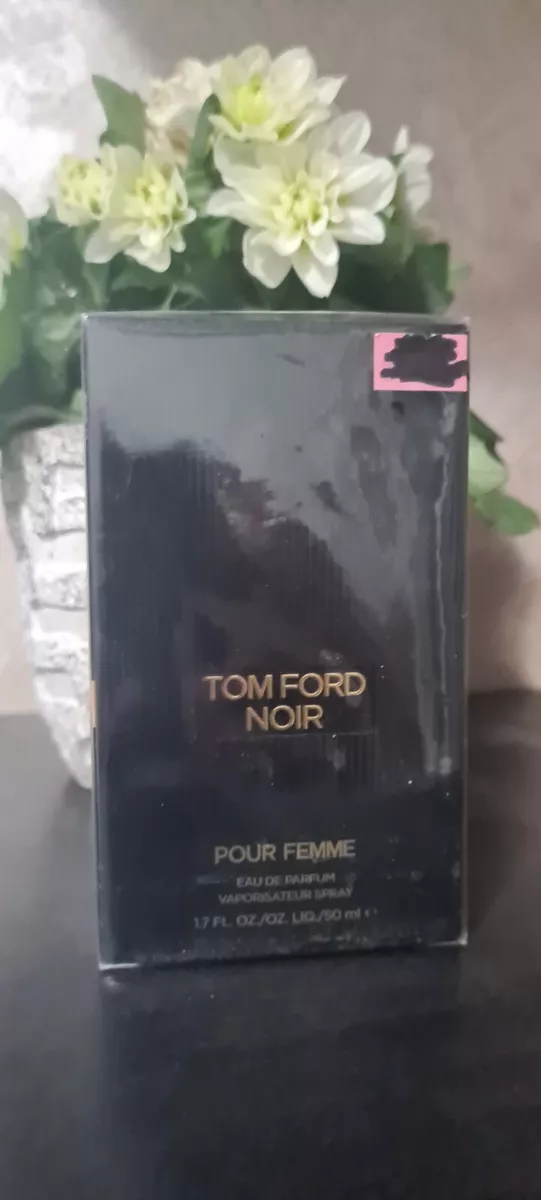 TOM FORD
NOIR
POUR FEMME
EAU DE PARFUM
VAPORISATEUR SPRAY
1.7 FL. OZ./OZ. LIQ./50 ml